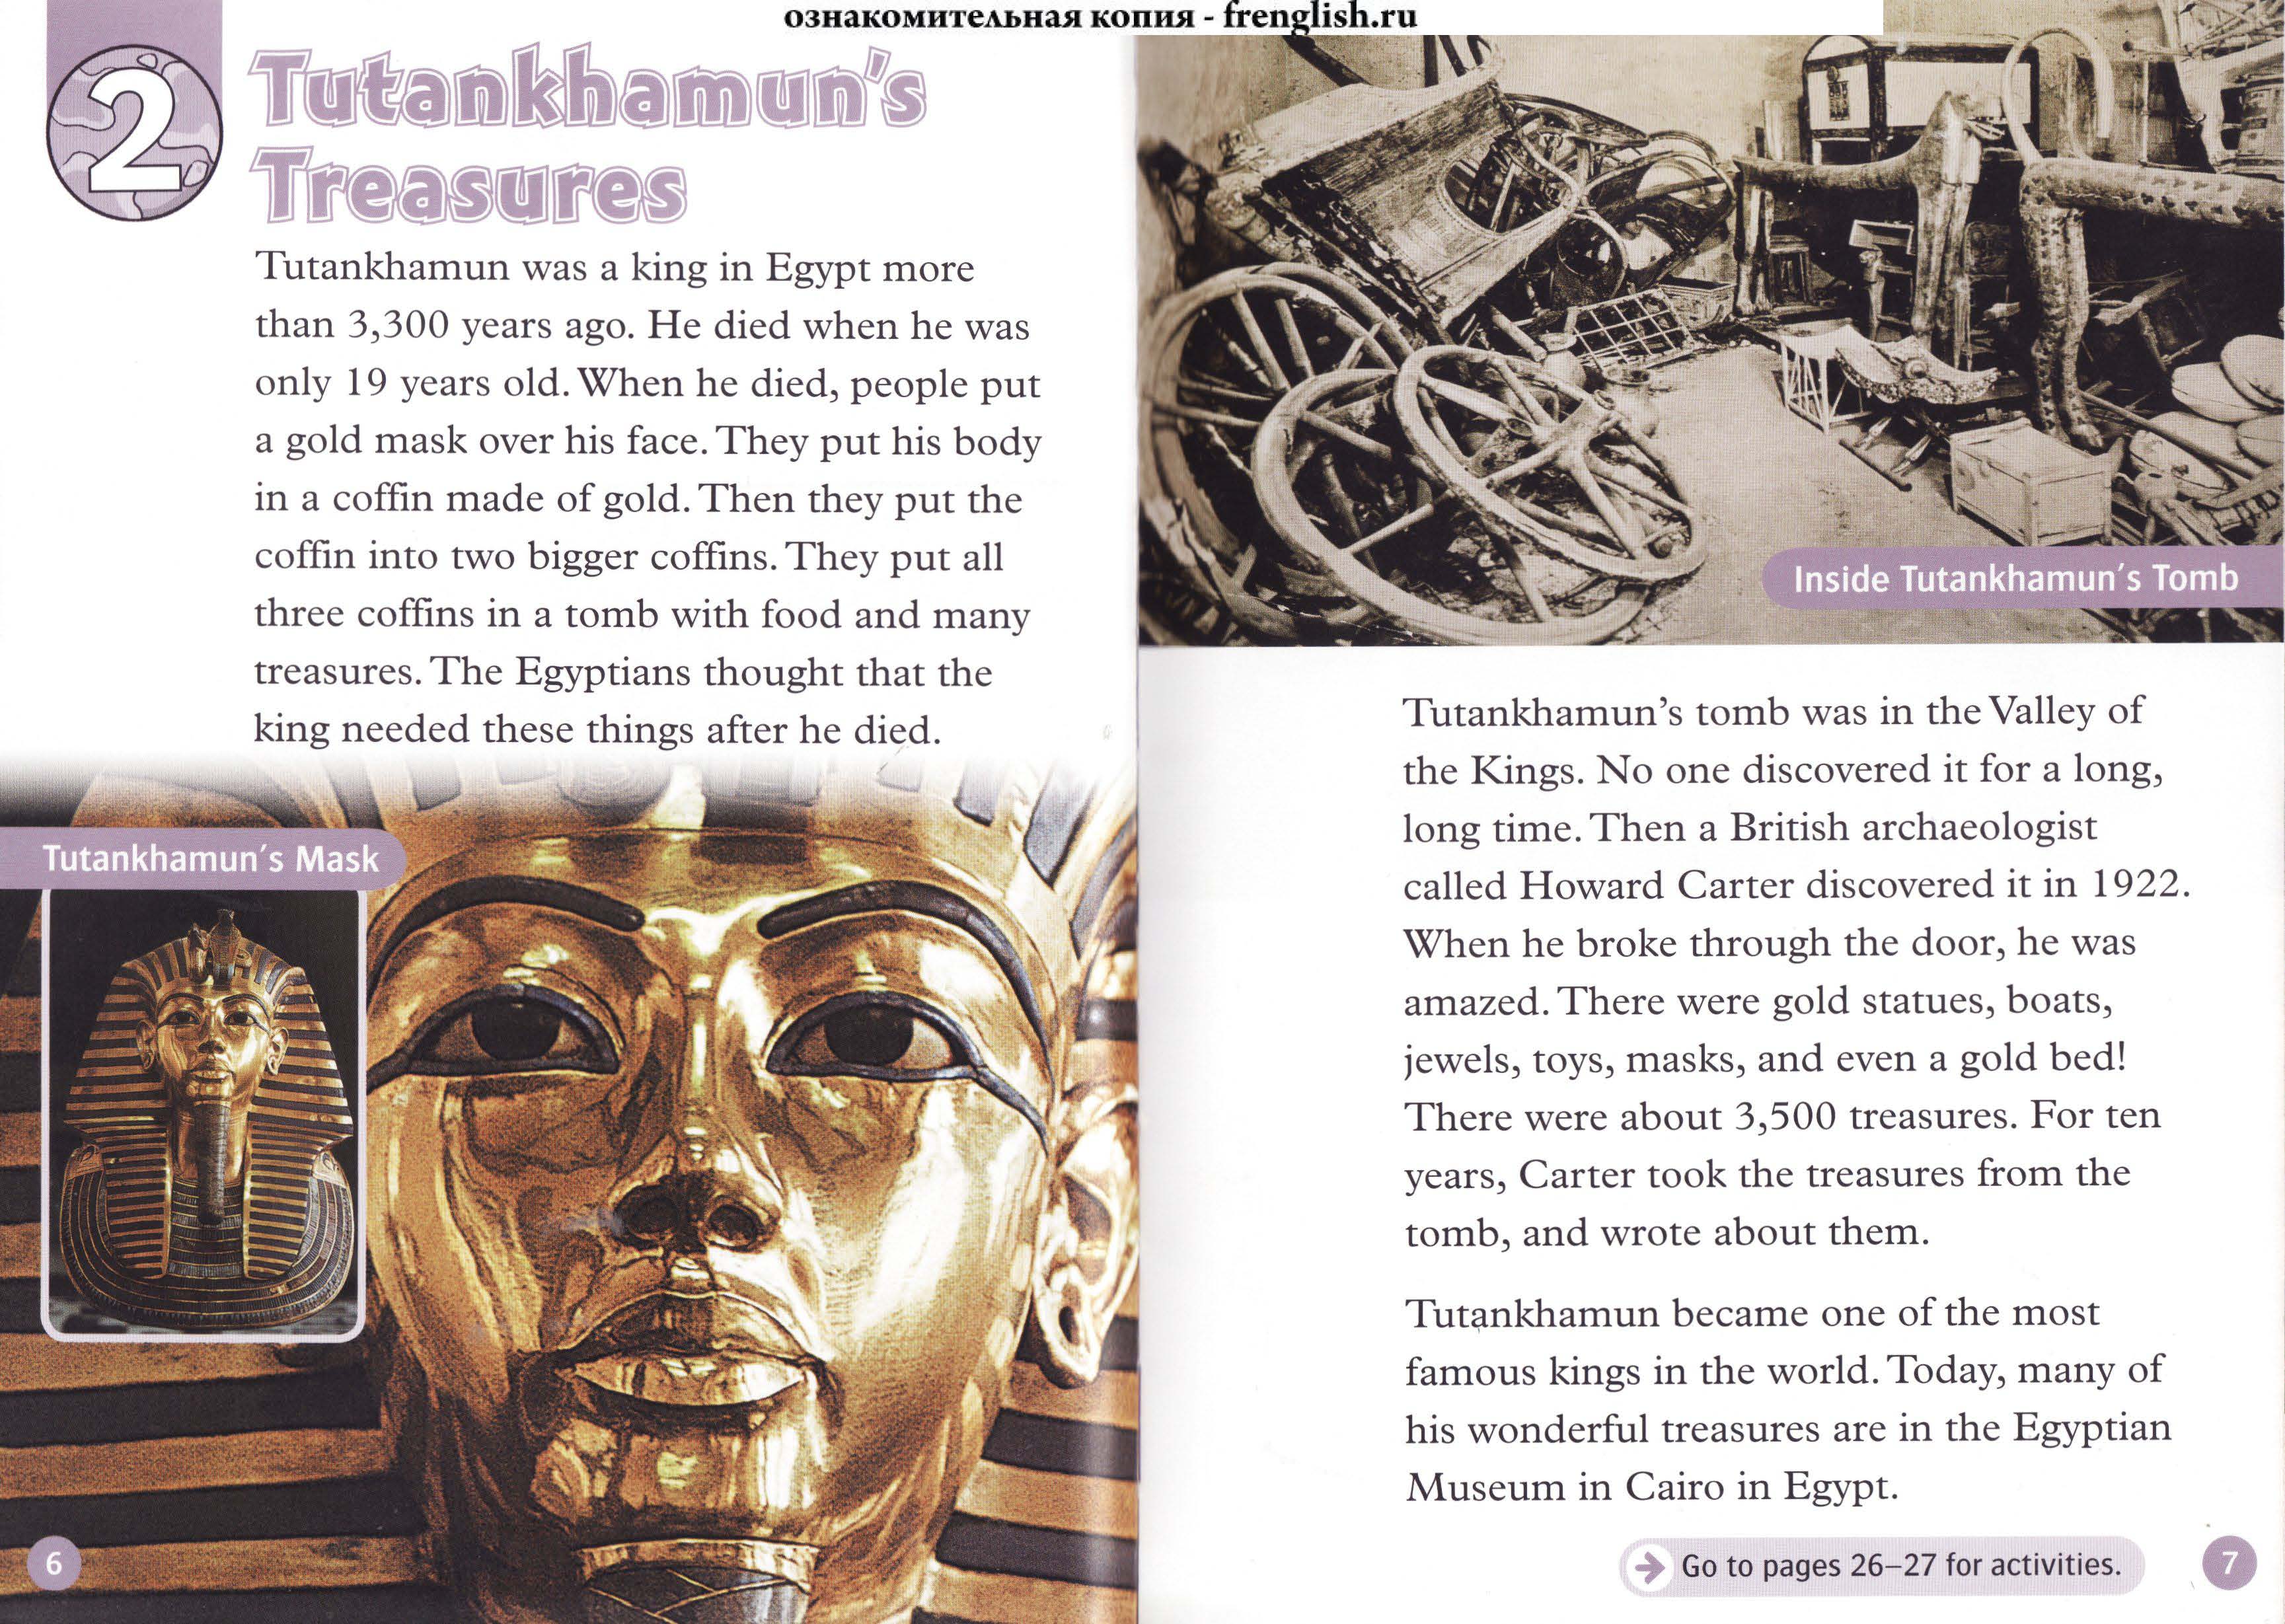 ознакомительная копия - frenglish.ru
2
Tutankhamun's
Treasures
Tutankhamun was a king in Egypt more
than 3,300 years ago. He died when he was
only 19 years old. When he died, people put
a gold mask over his face. They put his body
in a coffin made of gold. Then they put the
coffin into two bigger coffins. They put all
three coffins in a tomb with food and many
treasures. The Egyptians thought that the
king needed these things after he died.
Tutankhamun's Mask
6
Inside Tutankhamun's Tomb
Tutankhamun's tomb was in the Valley of
the Kings. No one discovered it for a long,
long time. Then a British archaeologist
called Howard Carter discovered it in 1922.
When he broke through the door, he was
amazed. There were gold statues, boats,
jewels, toys, masks, and even a gold bed!
There were about 3,500 treasures. For ten
years, Carter took the treasures from the
tomb, and wrote about them.
Tutankhamun became one of the most
famous kings in the world. Today, many of
his wonderful treasures are in the Egyptian
Museum in Cairo in Egypt.
Go to pages 26–27 for activities.
7